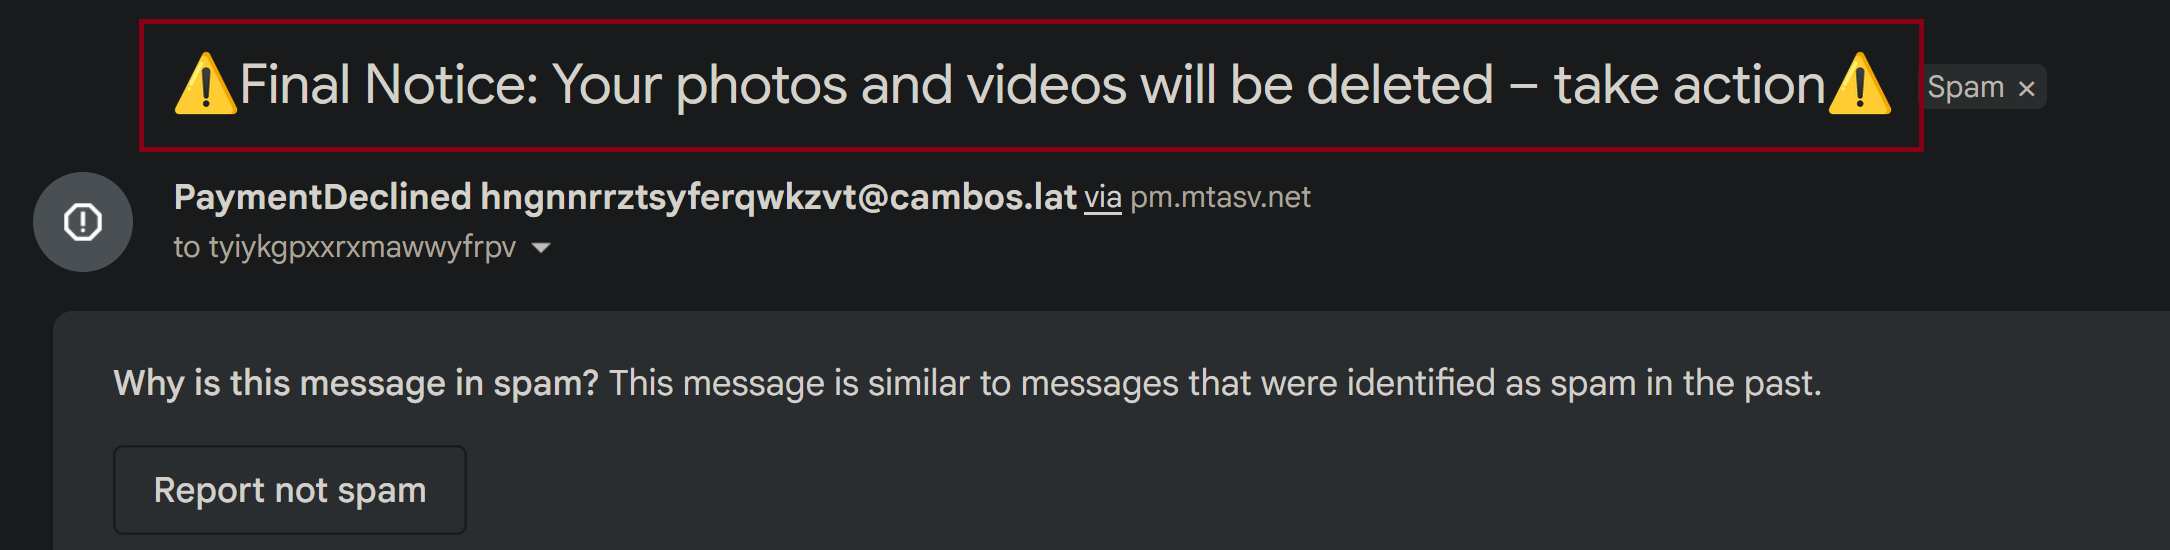 ⚠️Final Notice: Your photos and videos will be deleted – take action⚠️ Spam ×
PaymentDeclined hngnnrrztsyferqwkzvt@cambos.lat via pm.mtasv.net
to tyiykgpxxrxmawwyfrpv
Why is this message in spam? This message is similar to messages that were identified as spam in the past.
Report not spam